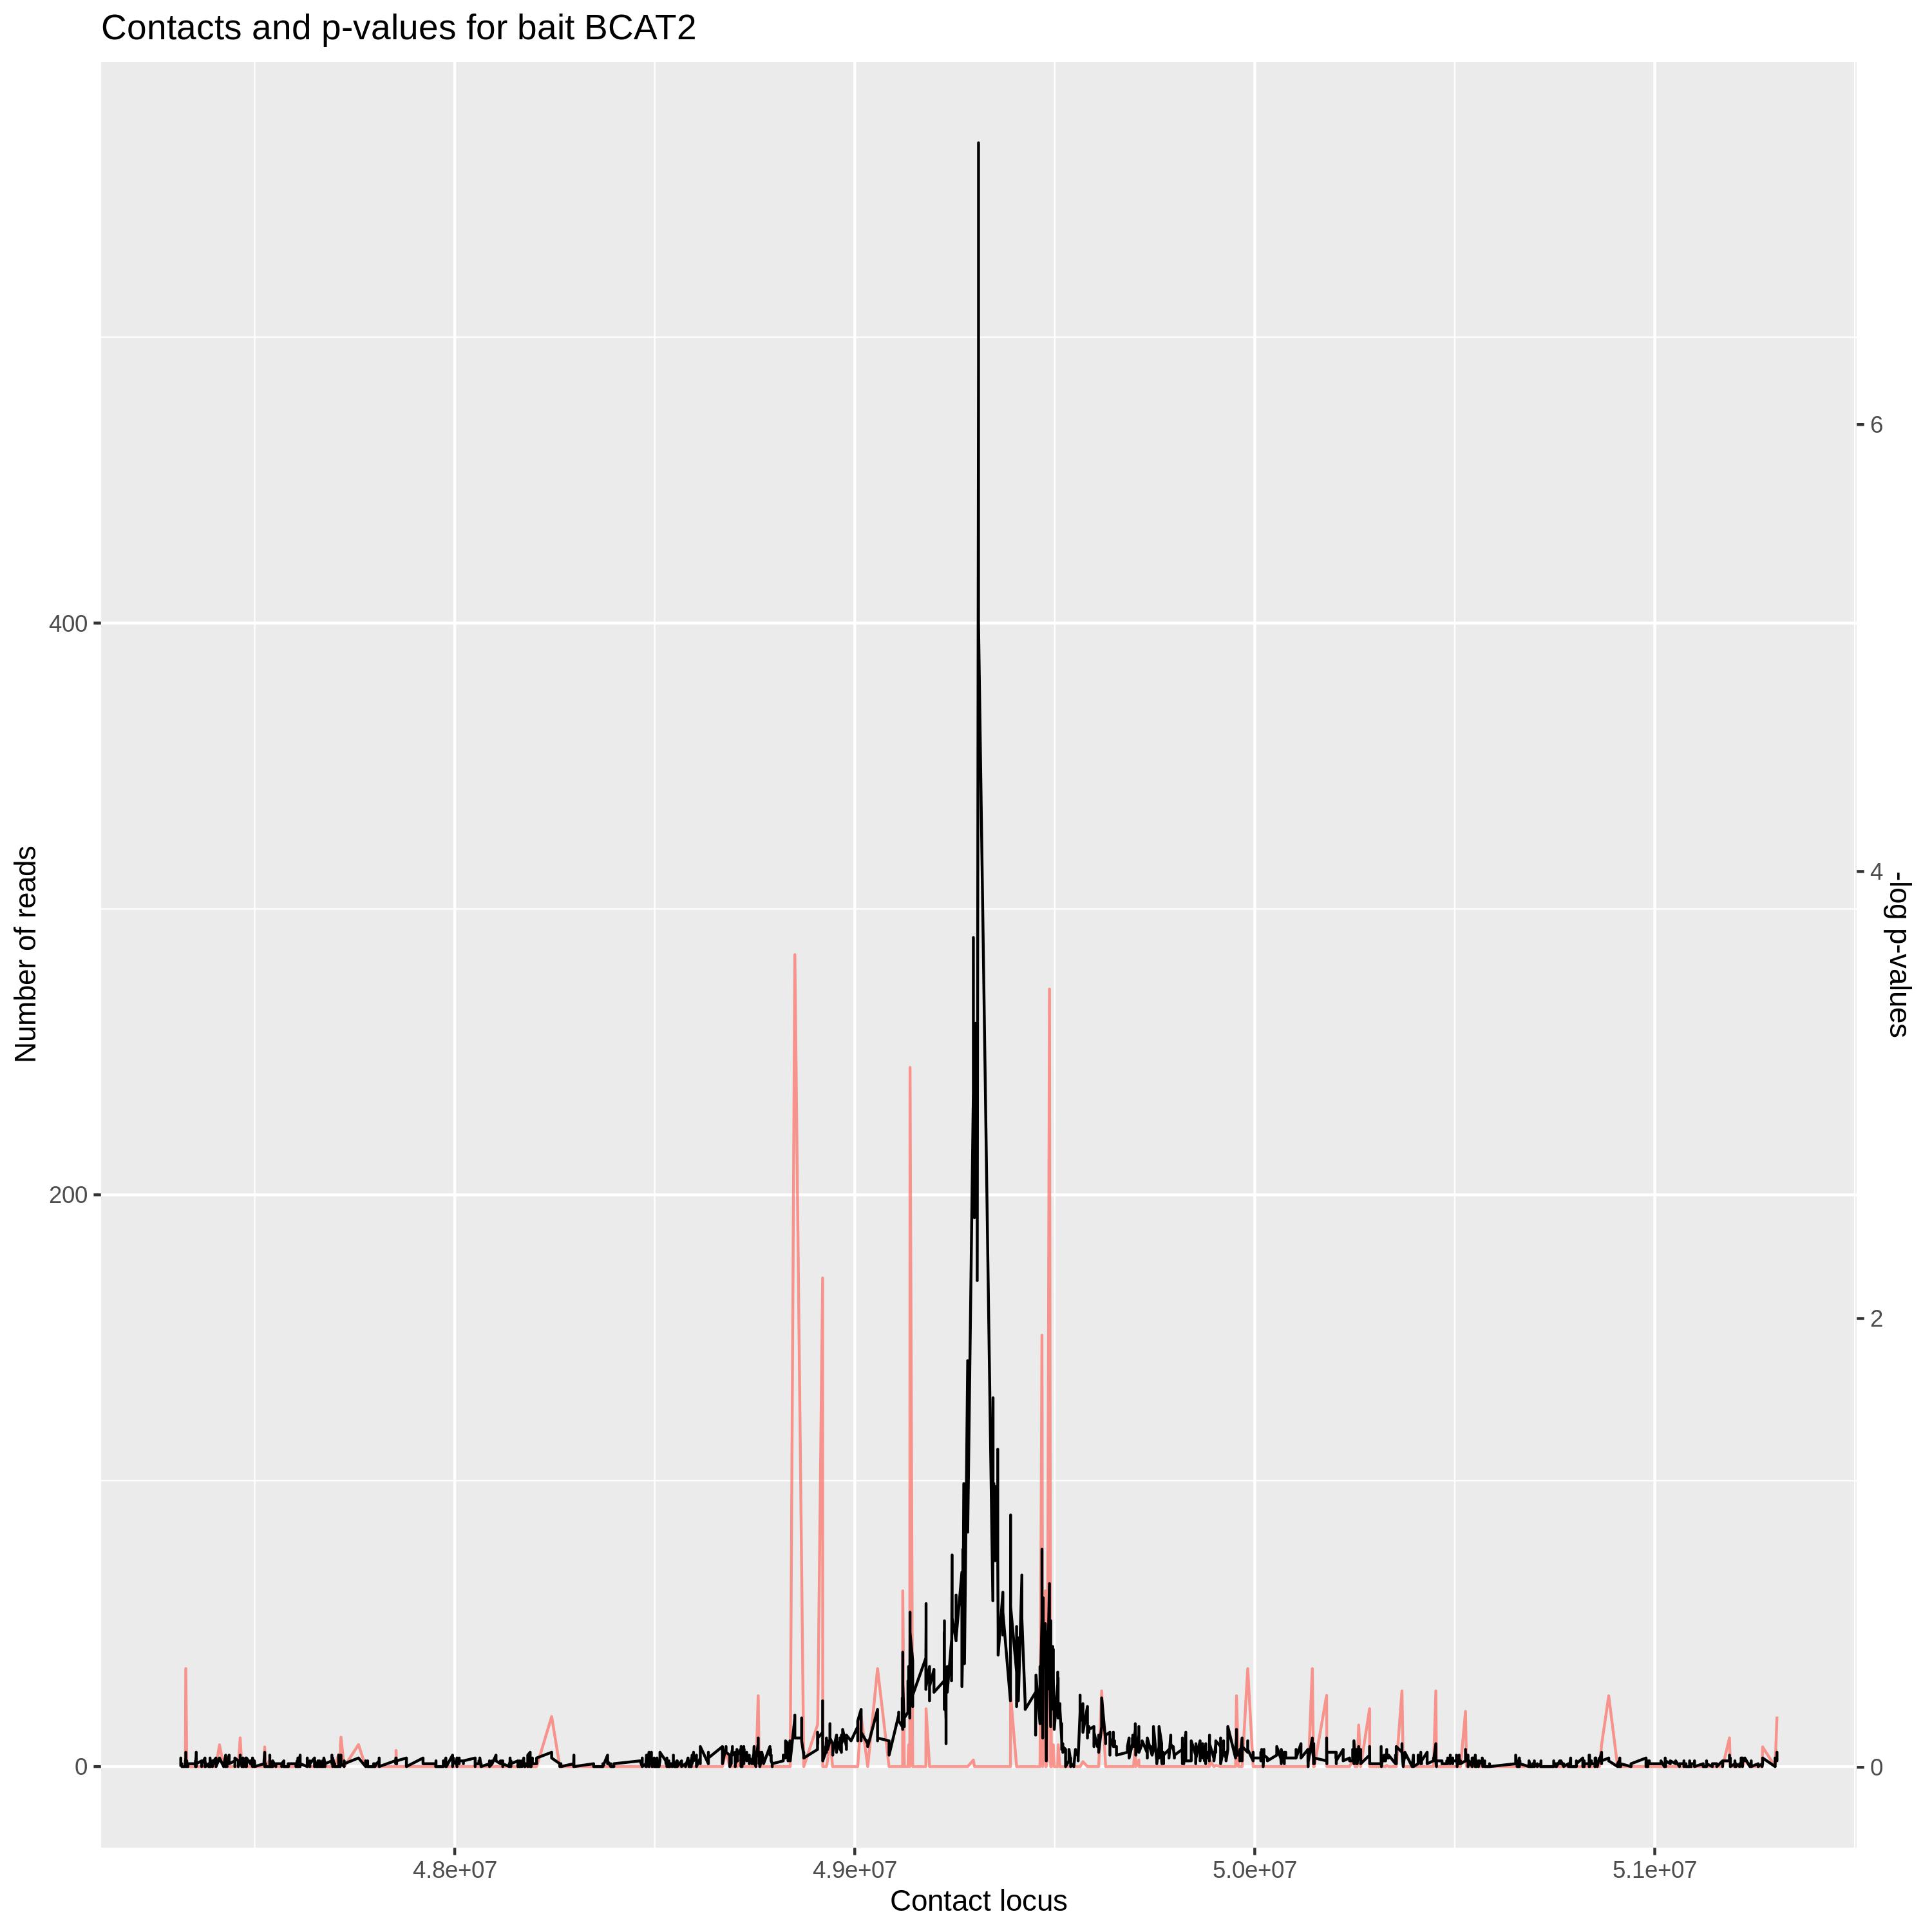 Contacts and p-values for bait BCAT2
Number of reads
400
200
0
6
4
2
0
-log p-values
4.8e+07
4.9e+07
5.0e+07
5.1e+07
Contact locus